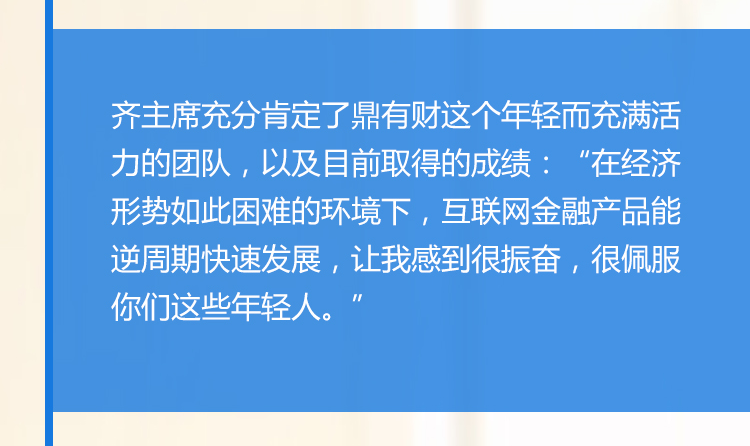 齐主席充分肯定了鼎有财这个年轻而充满活
力的团队，以及目前取得的成绩：“在经济
形势如此困难的环境下，互联网金融产品能
逆周期快速发展，让我感到很振奋，很佩服
你们这些年轻人。”